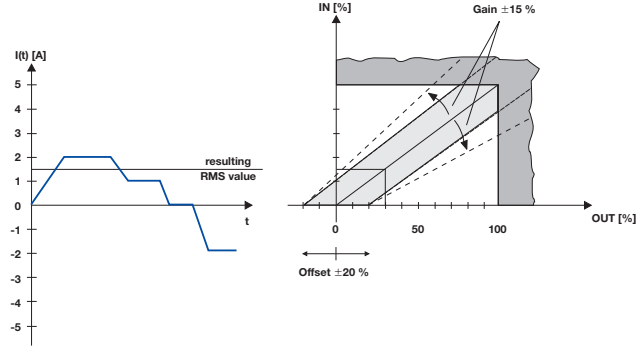 IN [%]
Gain ±15 %
I(t) [A]
5
4
3
2
1
0
-1
-2
-3
-4
-5
resulting
RMS value
t
OUT [%]
0
50
100
Offset ±20 %